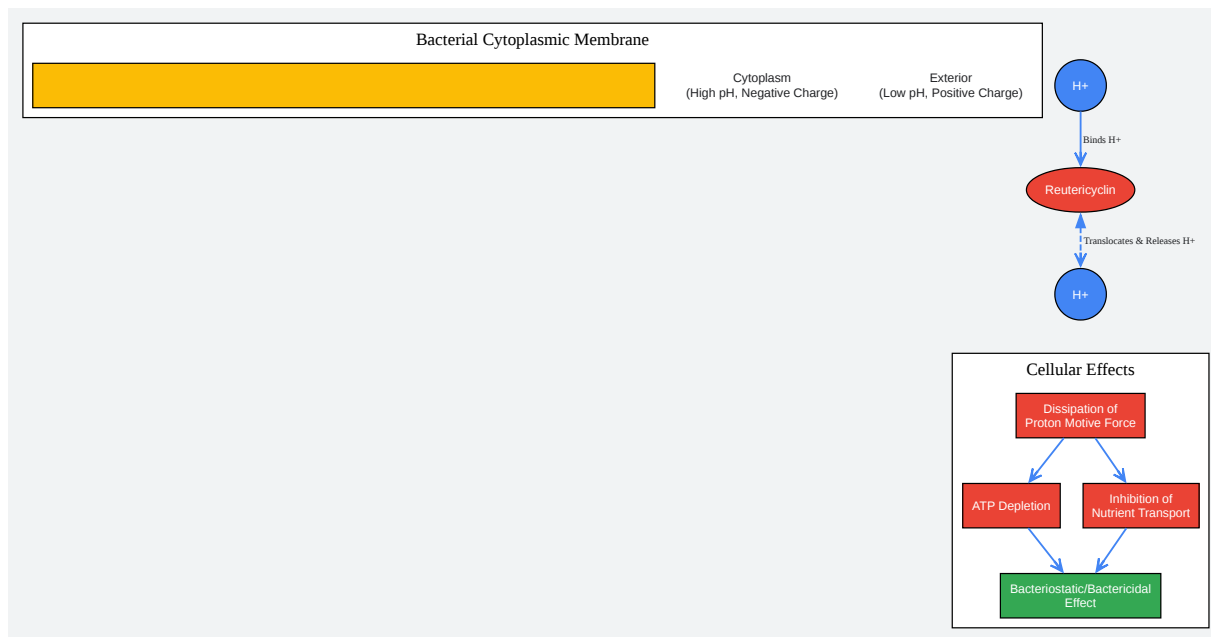 Bacterial Cytoplasmic Membrane
Cytoplasm
(High pH, Negative Charge)
Exterior
(Low pH, Positive Charge)
H+
Binds H+
Reutericyclin
Translocates & Releases H+
H+
Cellular Effects
Dissipation of
Proton Motive Force
ATP Depletion
Inhibition of
Nutrient Transport
Bacteriostatic/Bactericidal
Effect